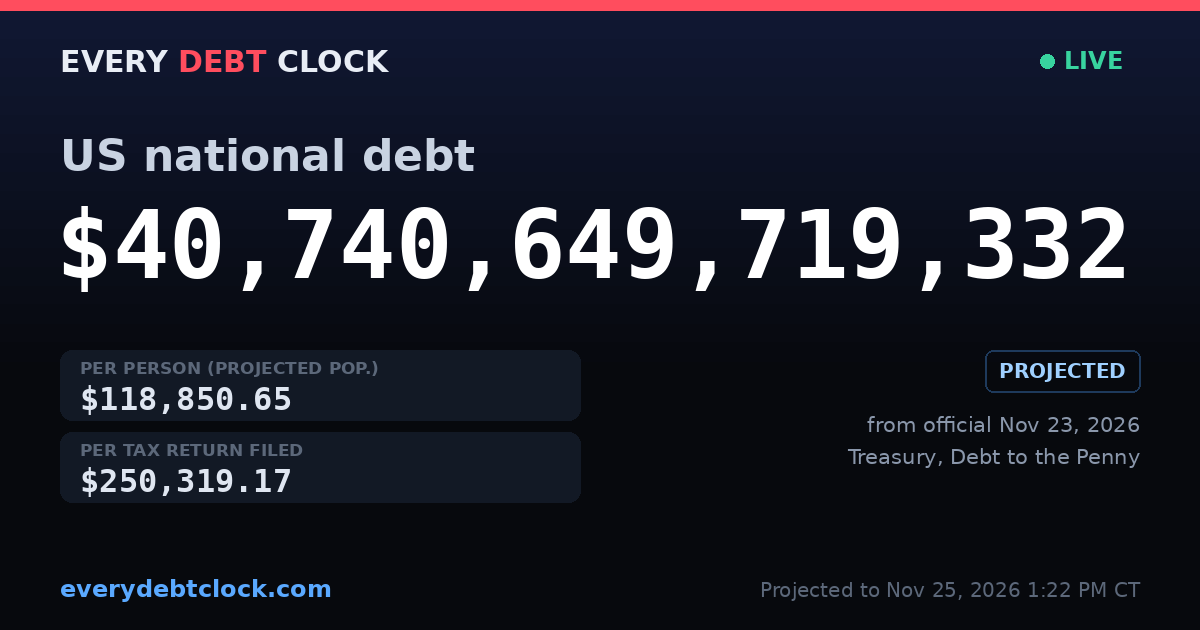 EVERY DEBT CLOCK
LIVE
US national debt
$40,740,649,719,332
PER PERSON (PROJECTED POP.)
$118,850.65
PER TAX RETURN FILED
$250,319.17
PROJECTED
from official Nov 23, 2026
Treasury, Debt to the Penny
everydebtclock.com
Projected to Nov 25, 2026 1:22 PM CT